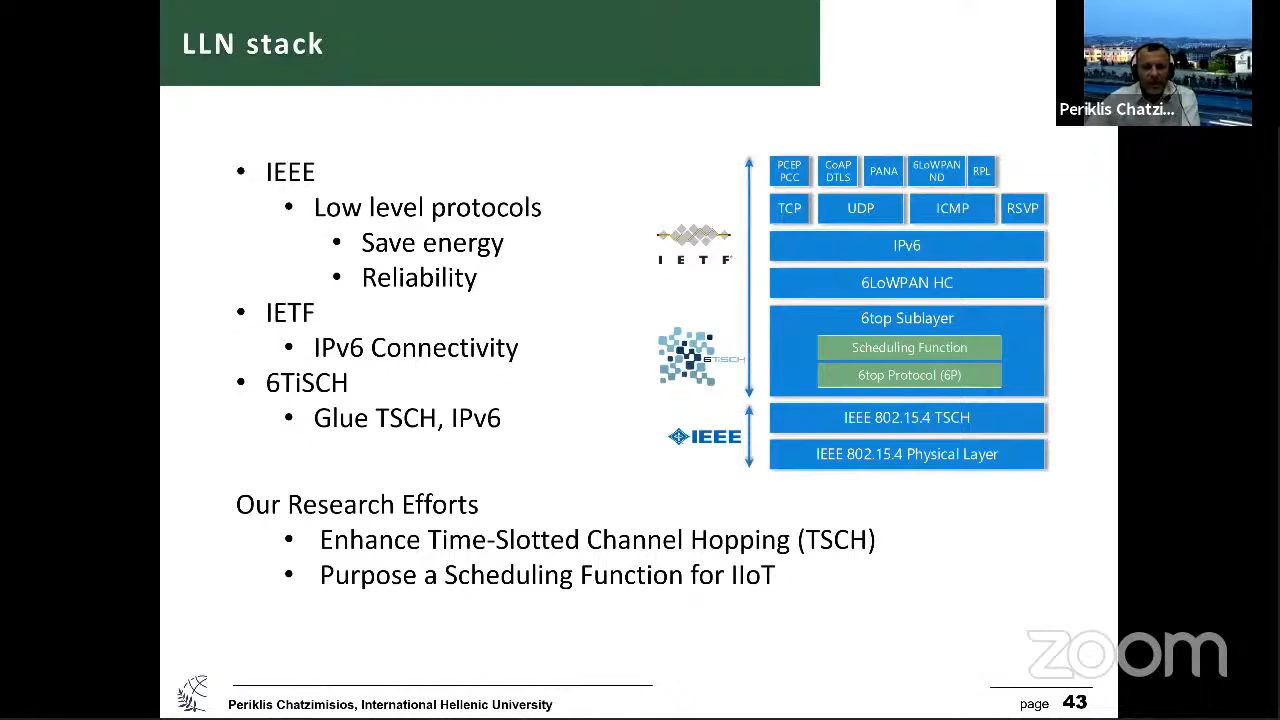 LLN stack
Periklis Chatzi...
• IEEE
• Low level protocols
• Save energy
• Reliability
• IETF
• IPv6 Connectivity
• 6TiSCH
• Glue TSCH, IPv6
PCEP
PCC
CoAP
DTLS
PANA
6LoWPAN
ND
RPL
TCP
UDP
ICMP
RSVP
IPv6
6LoWPAN HC
6top Sublayer
Scheduling Function
6top Protocol (6P)
IEEE 802.15.4 TSCH
IEEE 802.15.4 Physical Layer
IETF
6TiSCH
IEEE
Our Research Efforts
• Enhance Time-Slotted Channel Hopping (TSCH)
• Purpose a Scheduling Function for IIoT
zoom
Periklis Chatzimisios, International Hellenic University
page 43